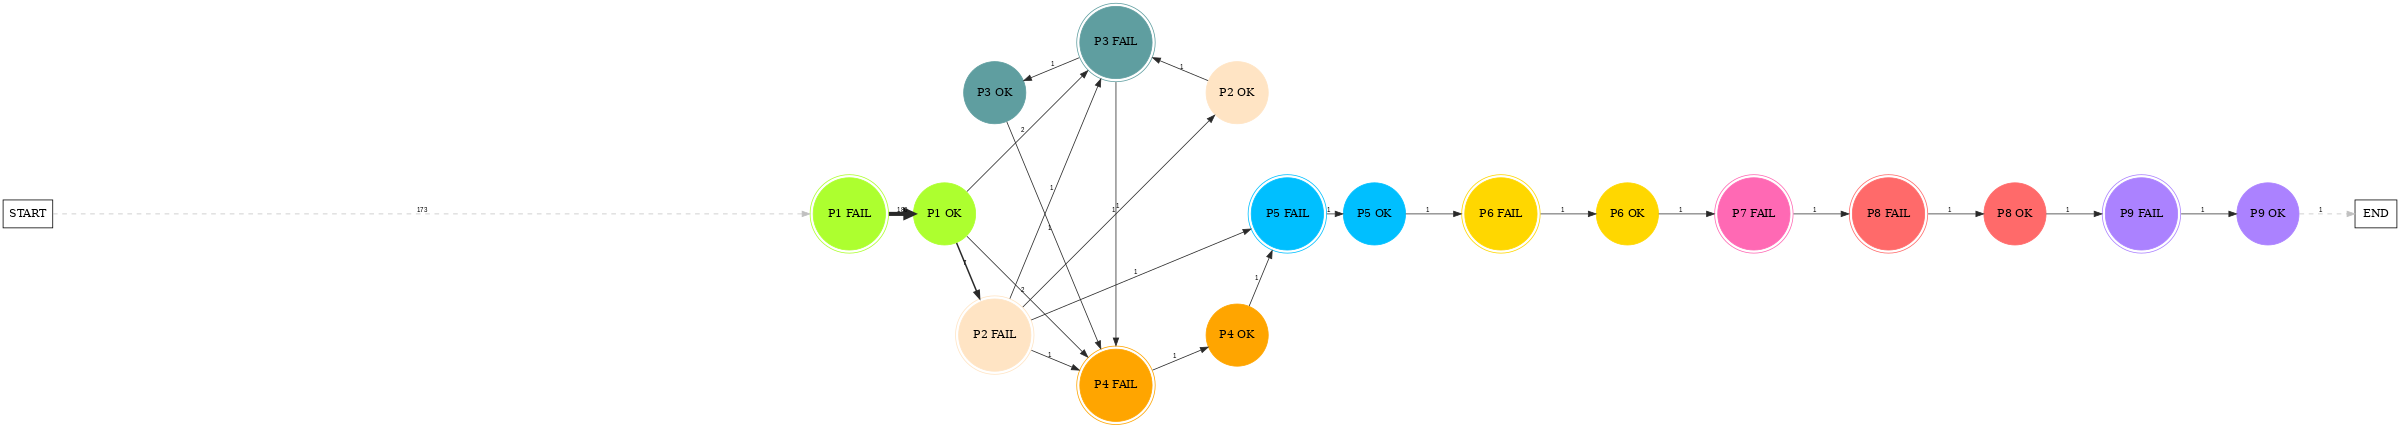 P3 FAIL
1
1
P3 OK
P2 OK
2
1
1
1
START
173
P1 FAIL
P1 OK
P5 FAIL
1
P5 OK
1
P6 FAIL
1
P6 OK
1
P7 FAIL
1
P8 FAIL
1
P8 OK
1
P9 FAIL
1
P9 OK
1
END
1
1
1
2
P2 FAIL
P4 OK
1
1
P4 FAIL